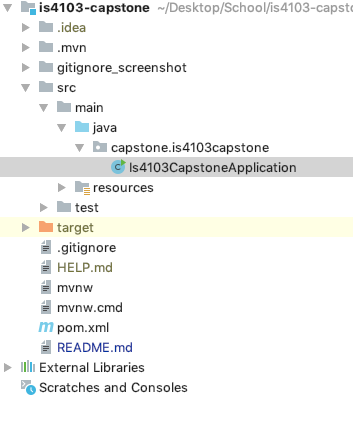 is4103-capstone ~/Desktop/School/is4103-capsto
.idea
.mvn
gitignore_screenshot
src
main
java
capstone.is4103capstone
Is4103CapstoneApplication
resources
test
target
.gitignore
HELP.md
mvnw
mvnw.cmd
pom.xml
README.md
External Libraries
Scratches and Consoles